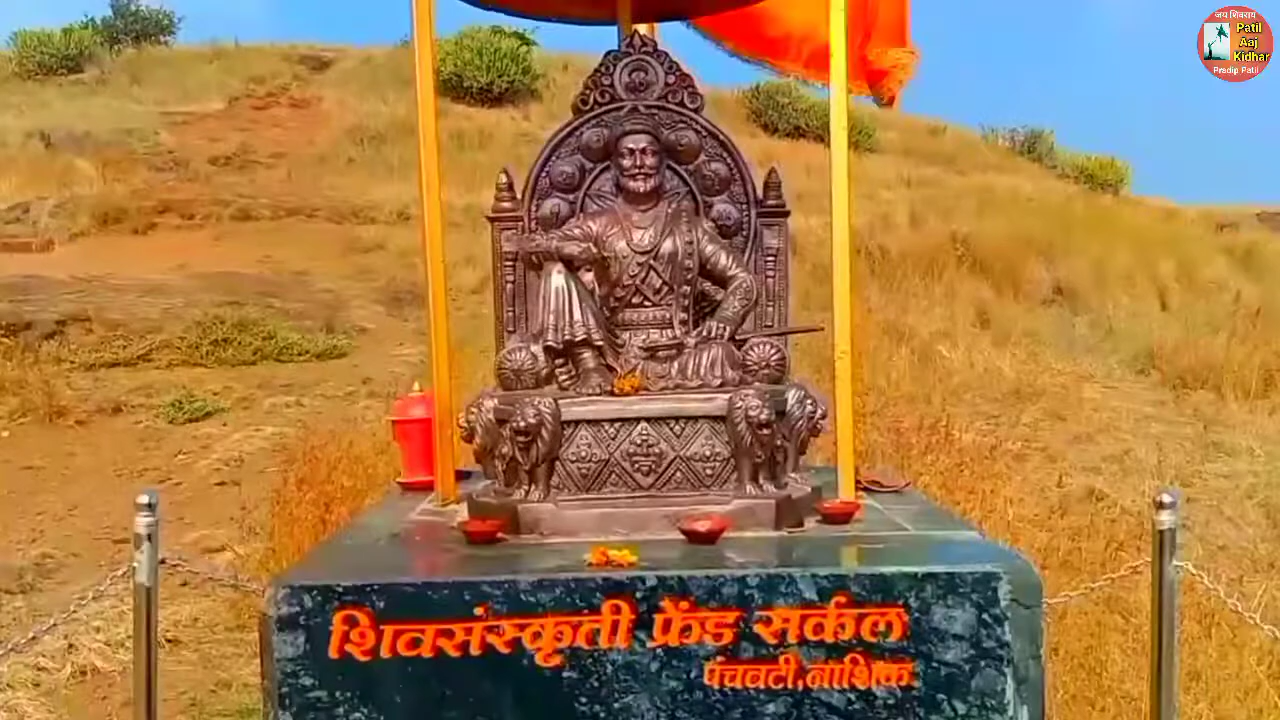 जय शिवराय
Patil
Aaj
Kidhar
Pradip Patil
शिवसंस्कृती फ्रेंड सर्कल
पंचवटी,नाशिक